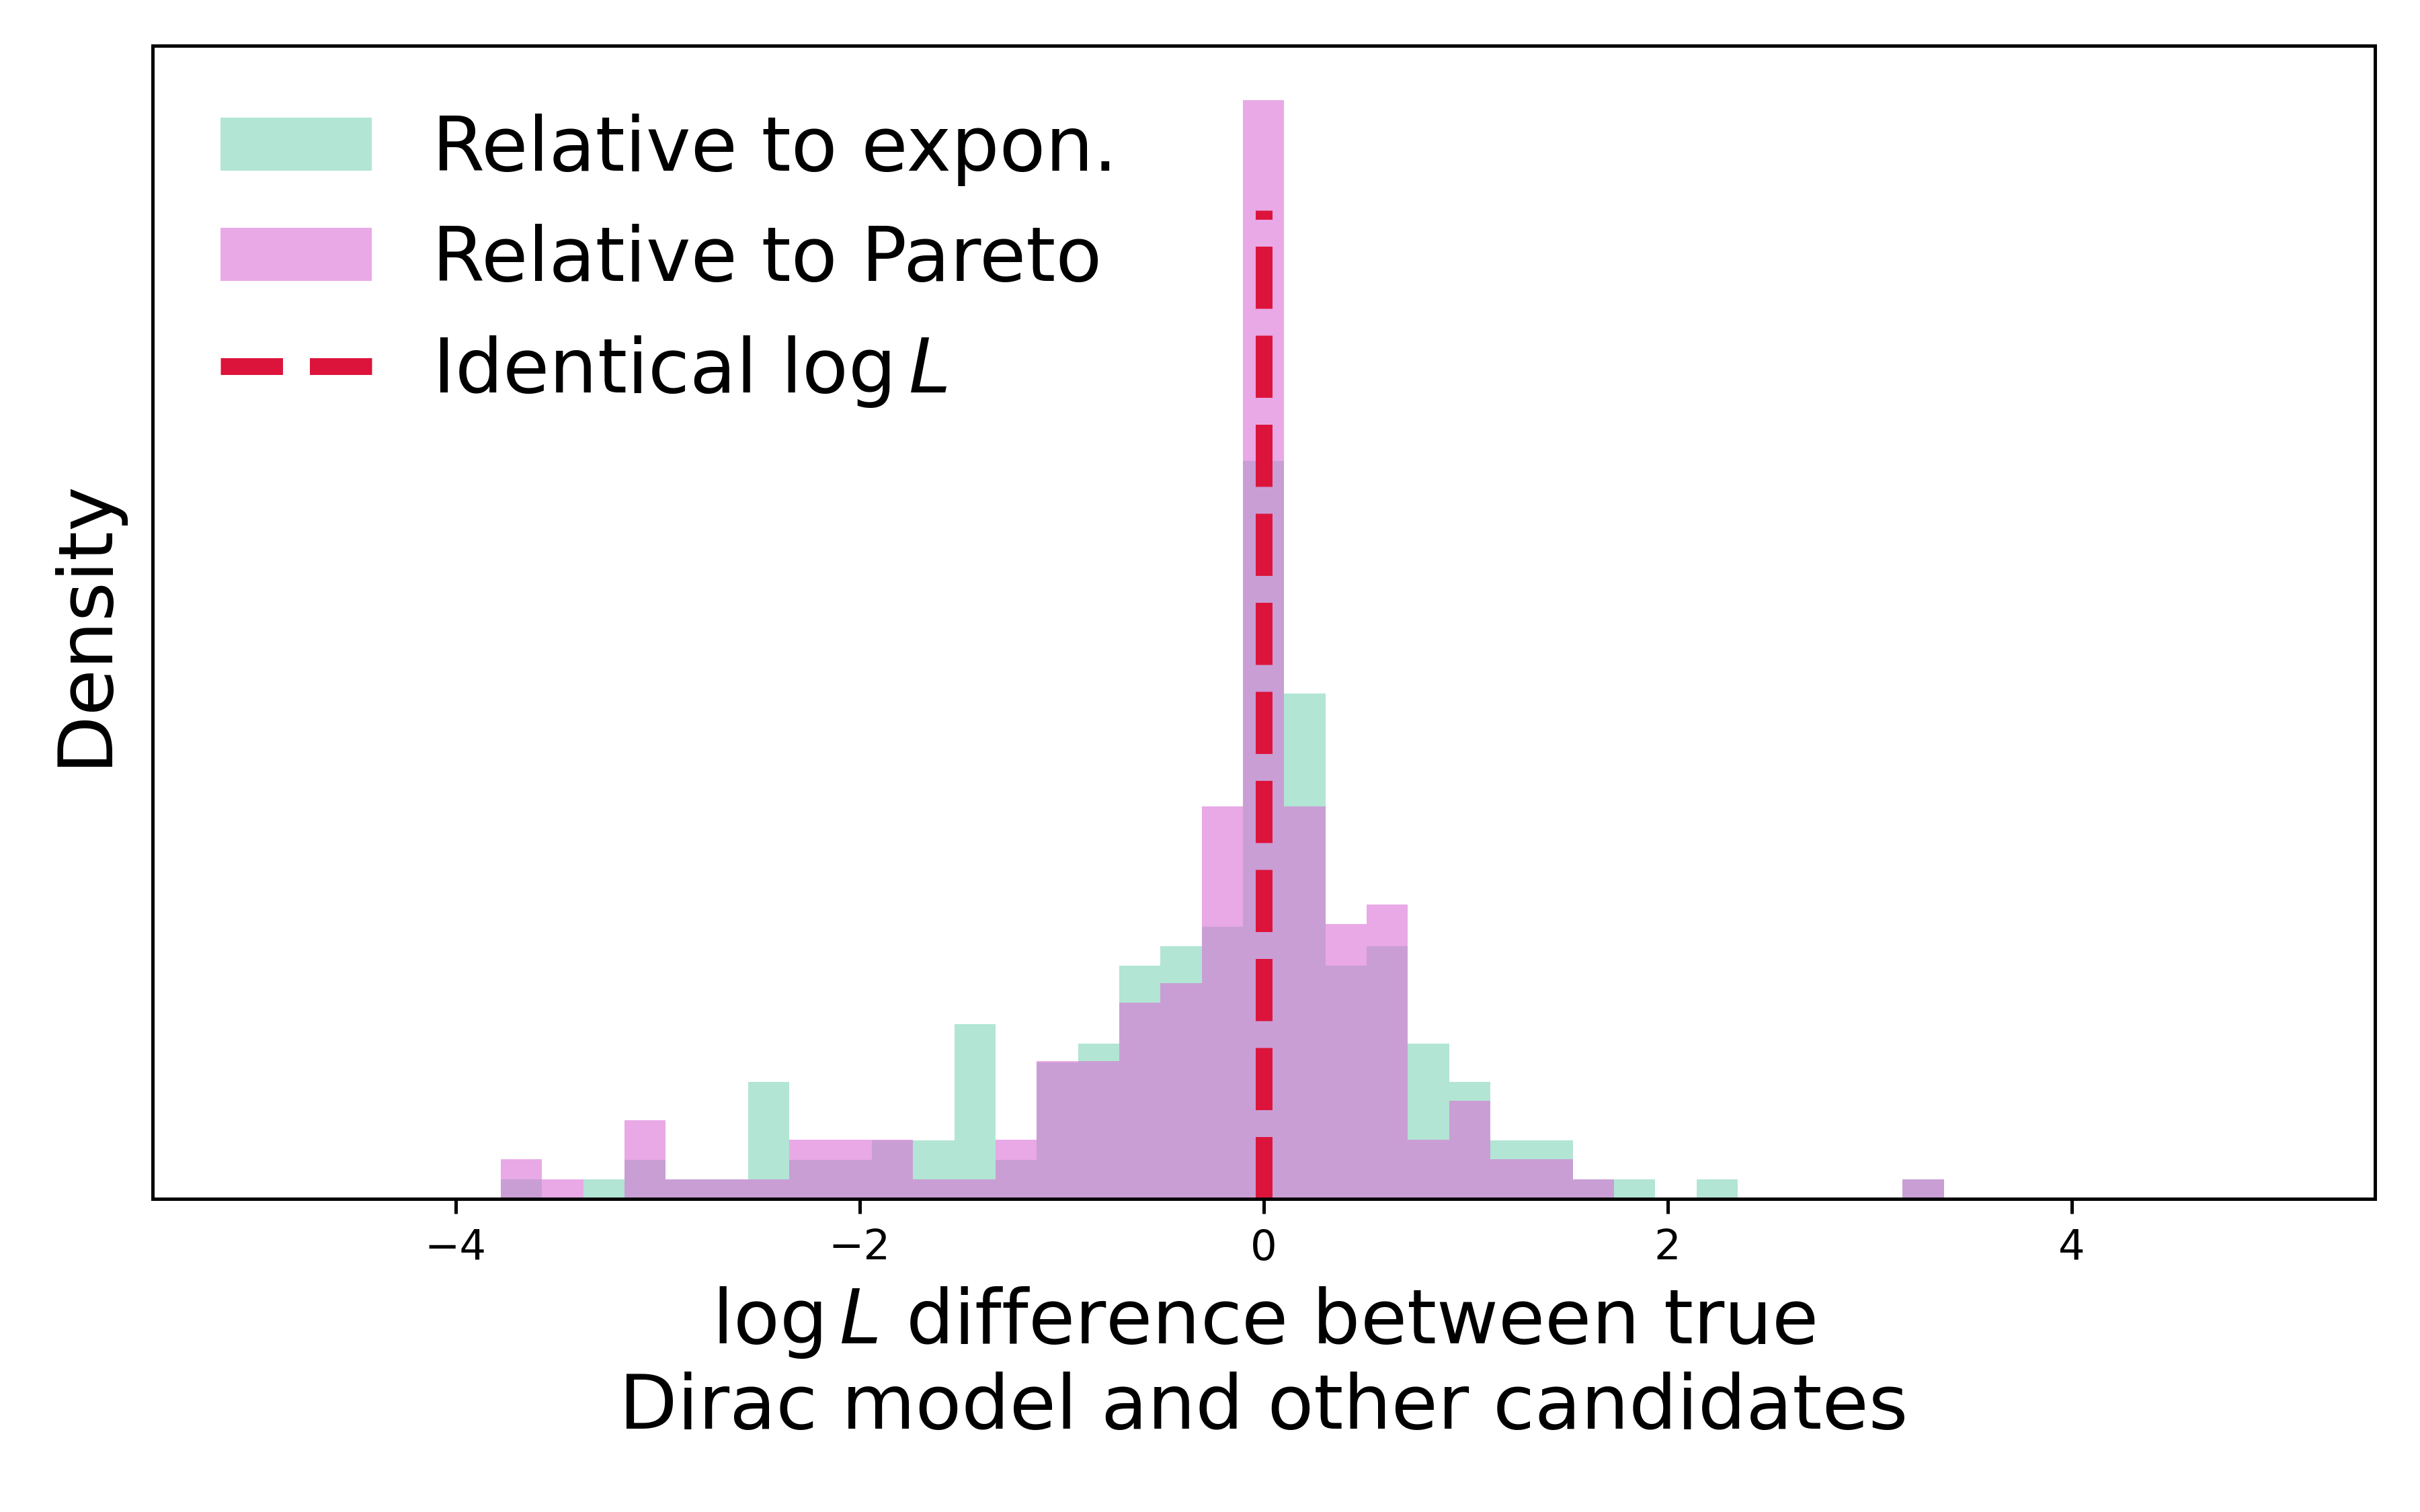 Relative to expon.
Relative to Pareto
Identical log L
Density
−4 −2 0 2 4
log L difference between true
Dirac model and other candidates